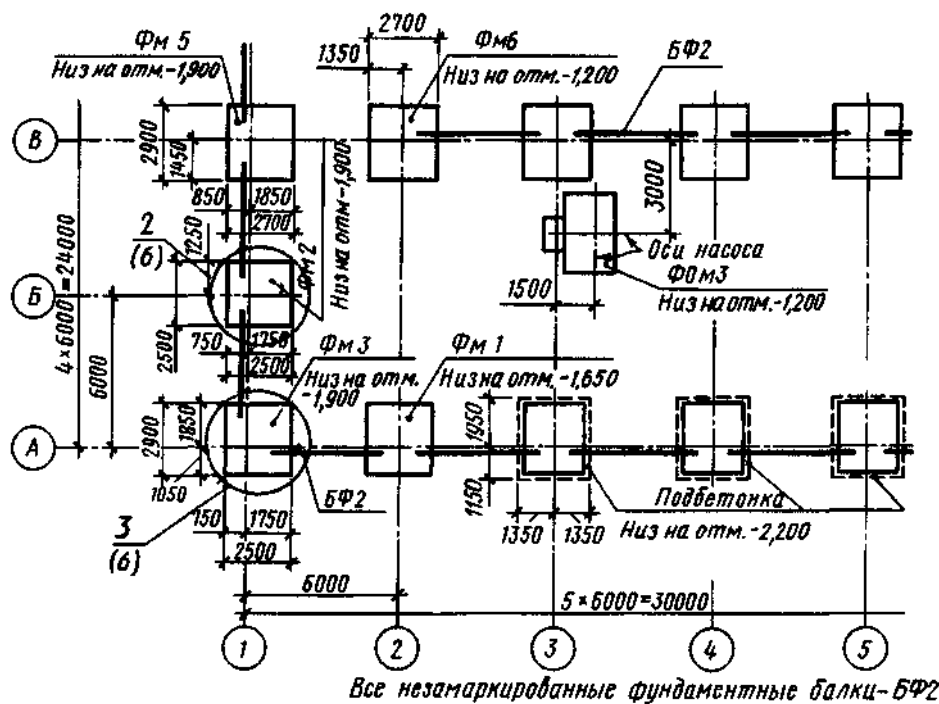 2700
Фм 5
1350
Фм6
Низ на отм.-1,900
Низ на отм.-1,200
БФ2
В
2900
1450
850
1850
2700
Низ на отм.-1,900
3000
2
(6)
1250
Фм 2
Оси насоса
ФОм3
1500
Низ на отм.-1,200
Б
4×6000=24000
6000
2500
750
1750
2500
Фм 3
Фм 1
Низ на отм.
-1,900
Низ на отм.-1,650
А
2900
1850
1050
1950
1150
БФ2
Подбетонка
3
(6)
150
1750
1350
1350
Низ на отм.-2,200
2500
6000
5×6000=30000
1
2
3
4
5
Все незамаркированные фундаментные балки-БФ2